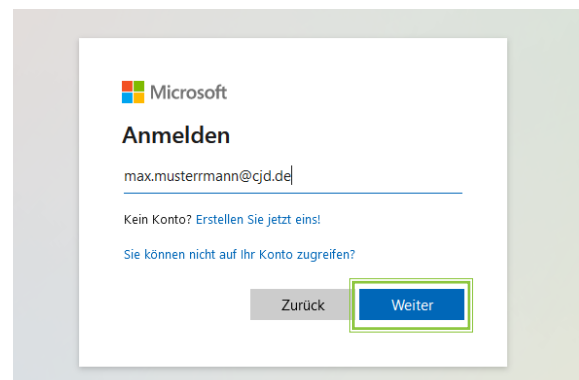 Microsoft
Anmelden
max.musterrmann@cjd.de
Kein Konto? Erstellen Sie jetzt eins!
Sie können nicht auf Ihr Konto zugreifen?
Zurück Weiter